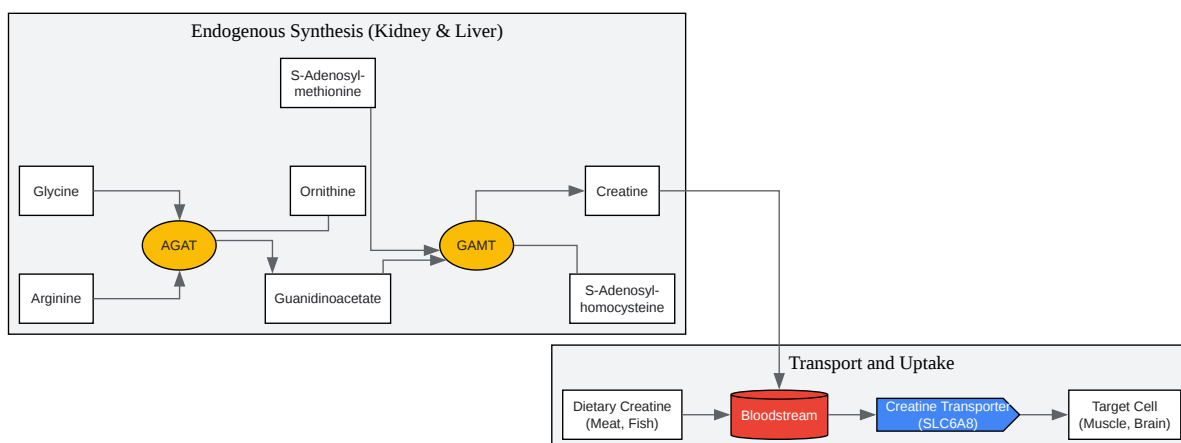 Endogenous Synthesis (Kidney & Liver)
S-Adenosyl-
methionine
Glycine
Ornithine
Creatine
AGAT
GAMT
Arginine
Guanidinoacetate
S-Adenosyl-
homocysteine
Transport and Uptake
Dietary Creatine
(Meat, Fish)
Bloodstream
Creatine Transporter
(SLC6A8)
Target Cell
(Muscle, Brain)